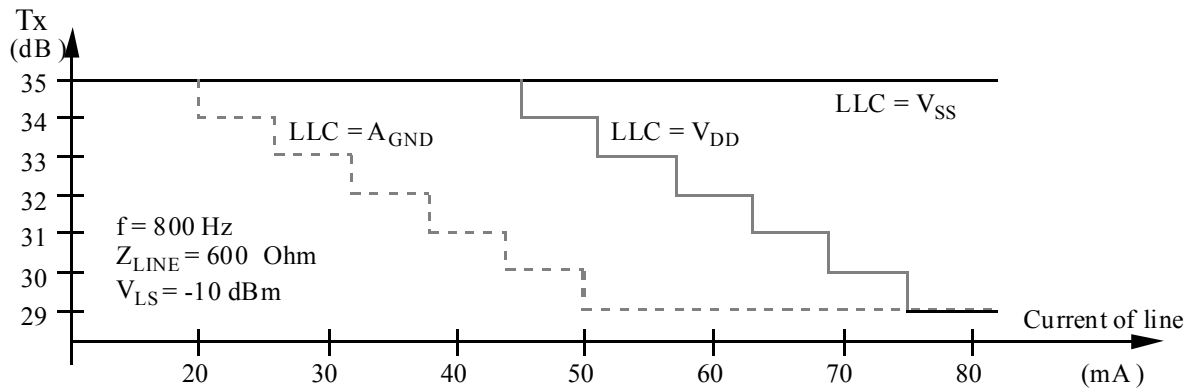 Tx
(dB)
35
34
33
32
31
30
29
LLC = V_SS
LLC = A_GND
LLC = V_DD
f = 800 Hz
Z_LINE = 600 Ohm
V_LS = -10 dBm
Current of line
20 30 40 50 60 70 80 (mA)